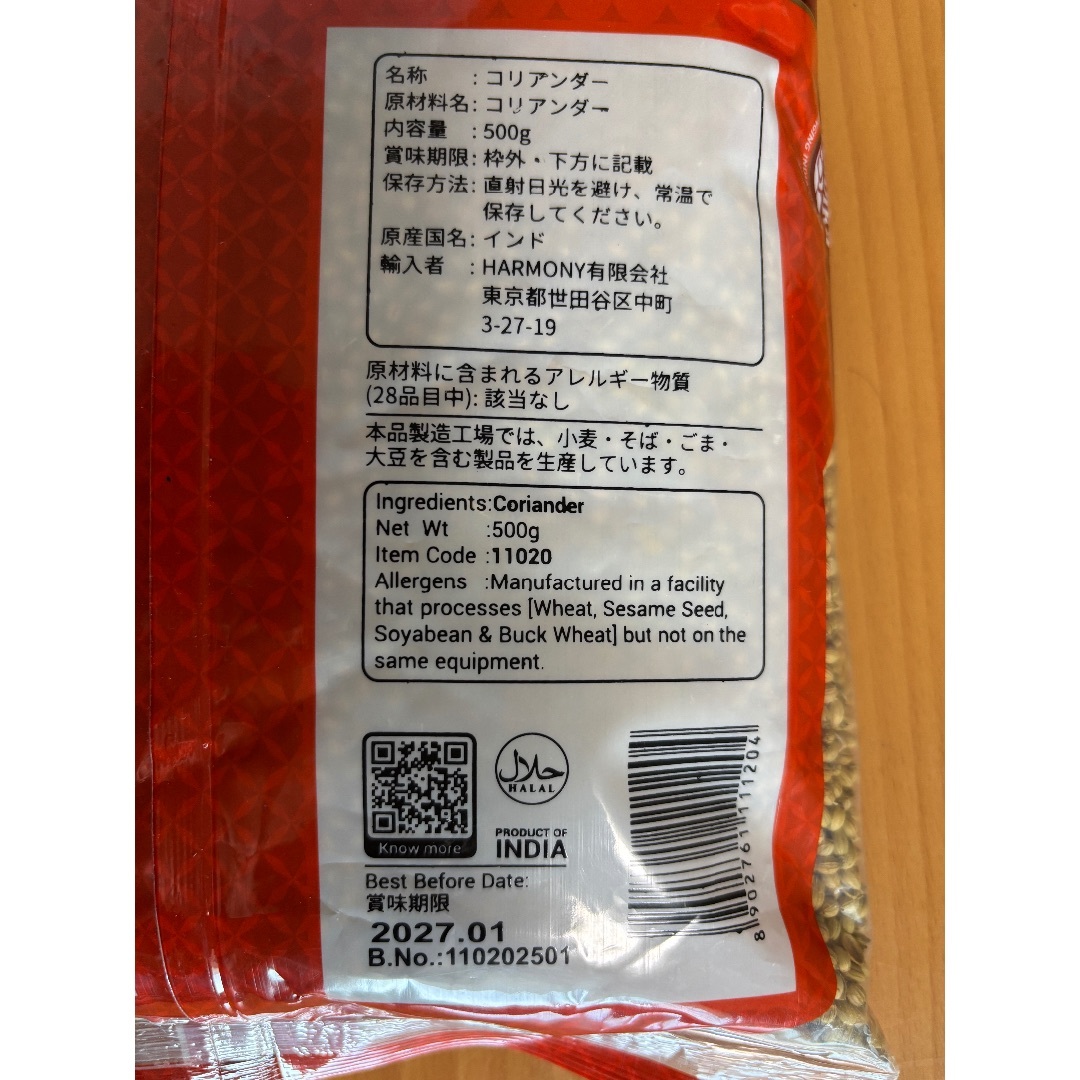 名称 : コリアンダー
原材料名: コリアンダー
内容量 : 500g
賞味期限: 枠外・下方に記載
保存方法: 直射日光を避け、常温で
保存してください。
原産国名: インド
輸入者 : HARMONY有限会社
東京都世田谷区中町
3-27-19
原材料に含まれるアレルギー物質
(28品目中): 該当なし
本品製造工場では、小麦・そば・ごま・
大豆を含む製品を生産しています。
Ingredients:Coriander
Net Wt :500g
Item Code :11020
Allergens :Manufactured in a facility
that processes [Wheat, Sesame Seed,
Soyabean & Buck Wheat] but not on the
same equipment.
Know more
حلال
HALAL
PRODUCT OF
INDIA
8902761111204
Best Before Date:
賞味期限
2027.01
B.No.:110202501